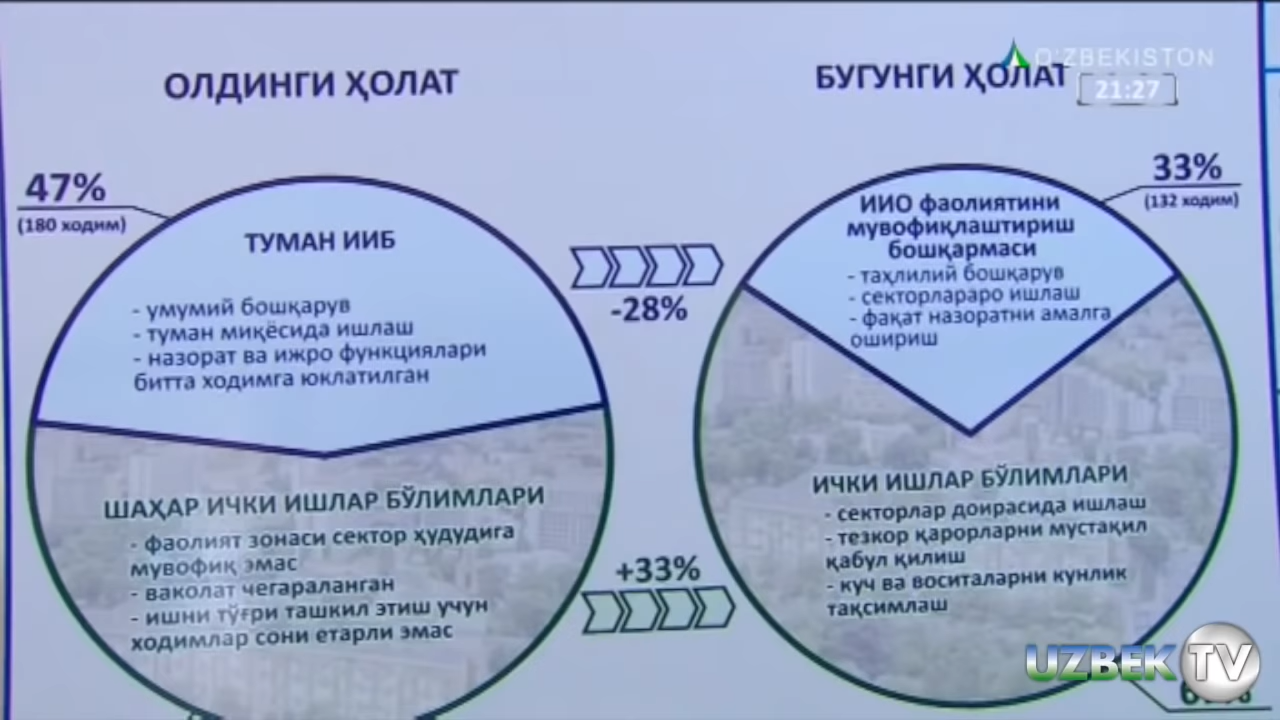 ОЛДИНГИ ҲОЛАТ
БУГУНГИ ҲОЛАТ
O'ZBEKISTON
21:27
47%
(180 ходим)
ТУМАН ИИБ
- умумий бошқарув
- туман миқёсида ишлаш
- назорат ва ижро функциялари
битта ходимга юклатилган
ШАҲАР ИЧКИ ИШЛАР БЎЛИМЛАРИ
- фаолият зонаси сектор ҳудудига
мувофиқ эмас
- ваколат чегараланган
- ишни тўғри ташкил этиш учун
ходимлар сони етарли эмас
-28%
+33%
33%
(132 ходим)
ИИО фаолиятини
мувофиқлаштириш
бошқармаси
- таҳлилий бошқарув
- секторлараро ишлаш
- фақат назоратни амалга
ошириш
ИЧКИ ИШЛАР БЎЛИМЛАРИ
- секторлар доирасида ишлаш
- тезкор қарорларни мустақил
қабул қилиш
- куч ва воситаларни кунлик
тақсимлаш
UZBEK TV